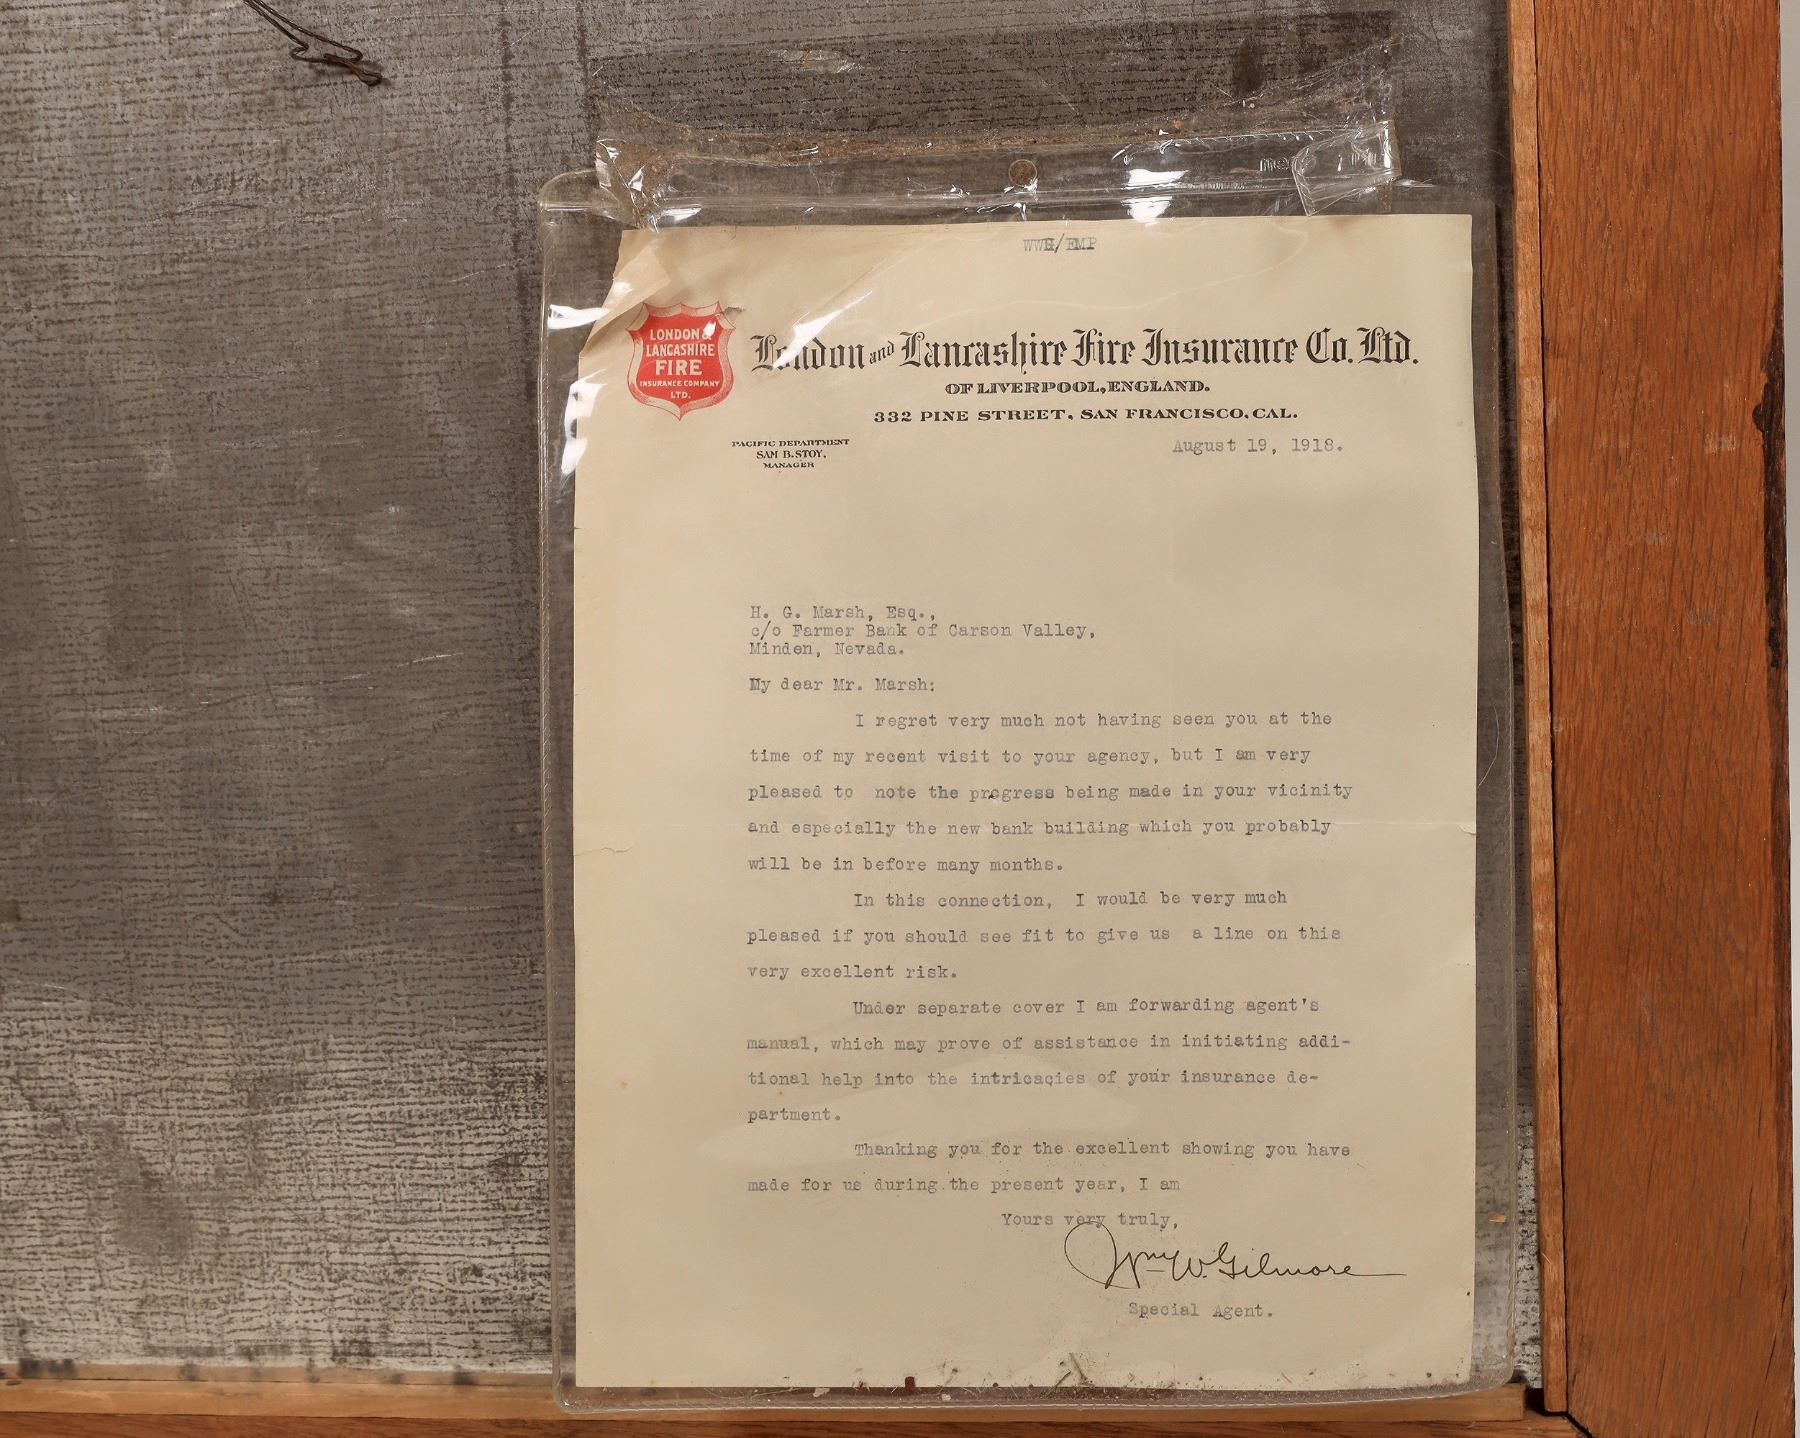 WWH/EMP
LONDON &
LANCASHIRE
FIRE
INSURANCE COMPANY
LTD.
London and Lancashire Fire Insurance Co. Ltd.
OF LIVERPOOL, ENGLAND.
332 PINE STREET, SAN FRANCISCO, CAL.
PACIFIC DEPARTMENT
SAM B. STOY,
MANAGER
August 19, 1918.
H. G. Marsh, Esq.,
c/o Farmer Bank of Carson Valley,
Minden, Nevada.
My dear Mr. Marsh:
I regret very much not having seen you at the
time of my recent visit to your agency, but I am very
pleased to note the progress being made in your vicinity
and especially the new bank building which you probably
will be in before many months.
In this connection, I would be very much
pleased if you should see fit to give us a line on this
very excellent risk.
Under separate cover I am forwarding agent's
manual, which may prove of assistance in initiating addi-
tional help into the intricacies of your insurance de-
partment.
Thanking you for the excellent showing you have
made for us during the present year, I am
Yours very truly,
Wm W. Gilmore
Special Agent.